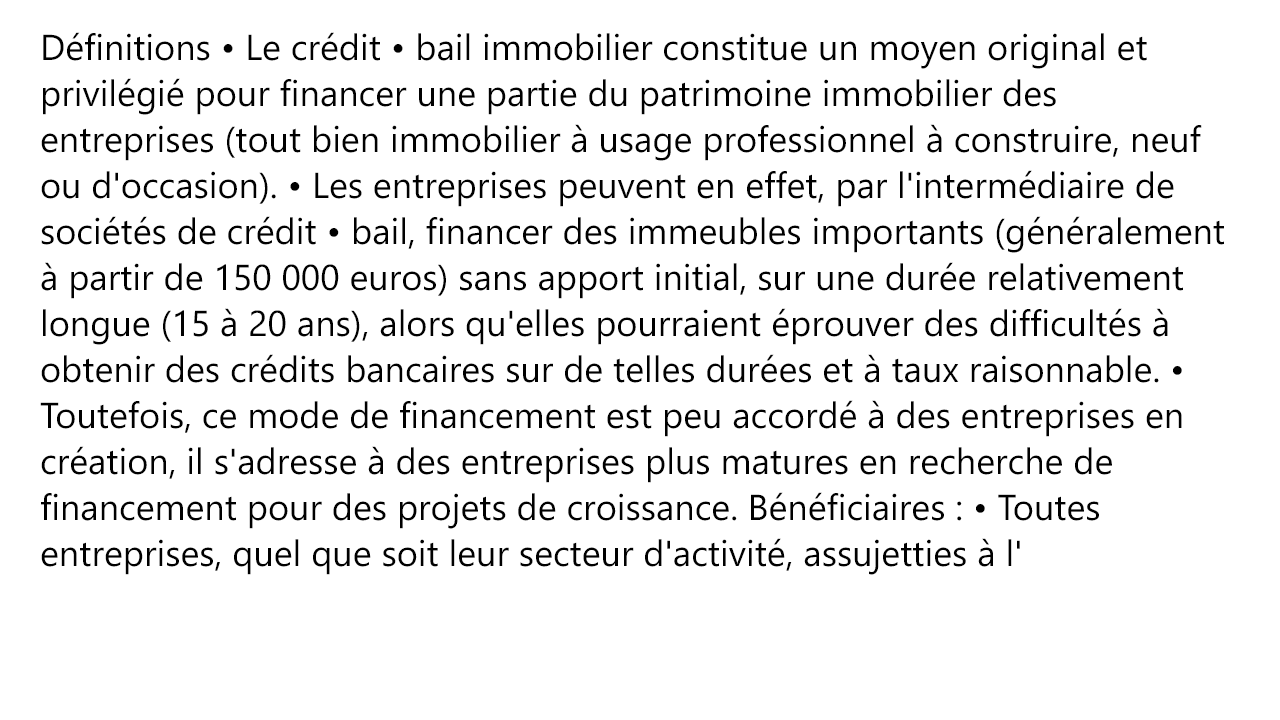 Définitions • Le crédit • bail immobilier constitue un moyen original et
privilégié pour financer une partie du patrimoine immobilier des
entreprises (tout bien immobilier à usage professionnel à construire, neuf
ou d'occasion). • Les entreprises peuvent en effet, par l'intermédiaire de
sociétés de crédit • bail, financer des immeubles importants (généralement
à partir de 150 000 euros) sans apport initial, sur une durée relativement
longue (15 à 20 ans), alors qu'elles pourraient éprouver des difficultés à
obtenir des crédits bancaires sur de telles durées et à taux raisonnable. •
Toutefois, ce mode de financement est peu accordé à des entreprises en
création, il s'adresse à des entreprises plus matures en recherche de
financement pour des projets de croissance. Bénéficiaires : • Toutes
entreprises, quel que soit leur secteur d'activité, assujetties à l'